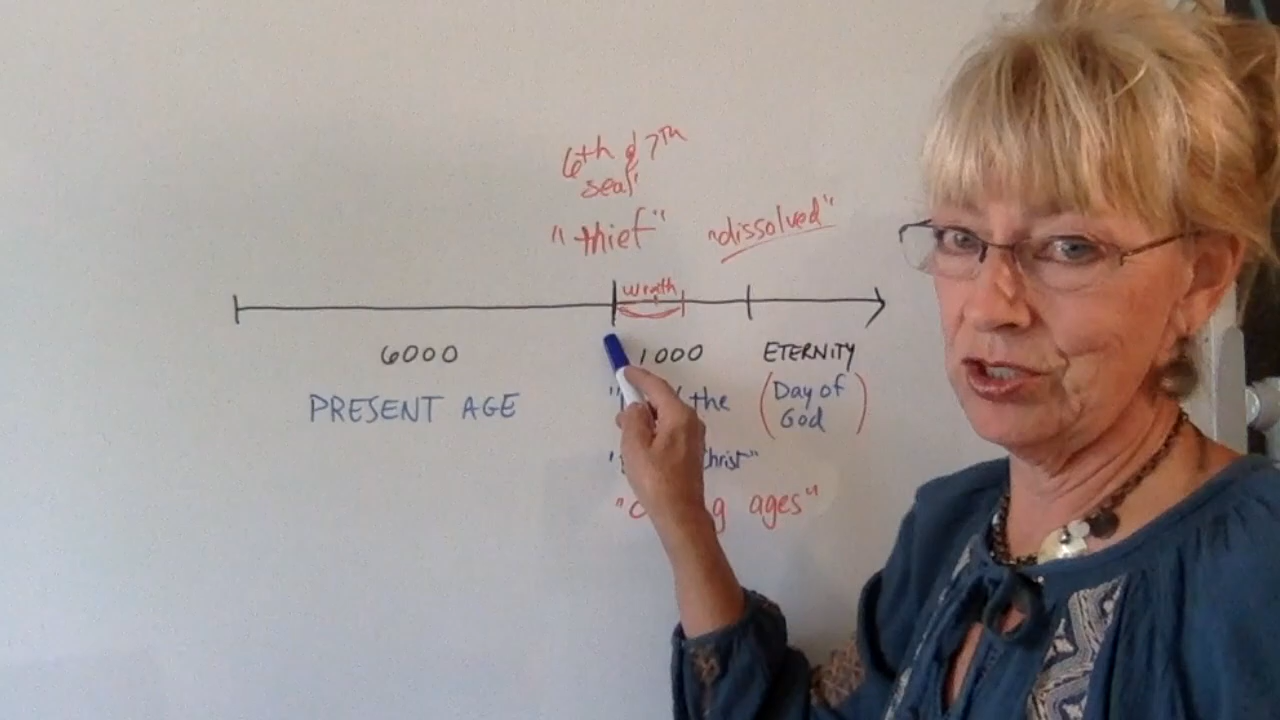 6th & 7TH
seal
"thief"
"dissolved"
wrath
6000
1000
ETERNITY
PRESENT AGE
" the
(Day of
God)
Christ"
" ages"